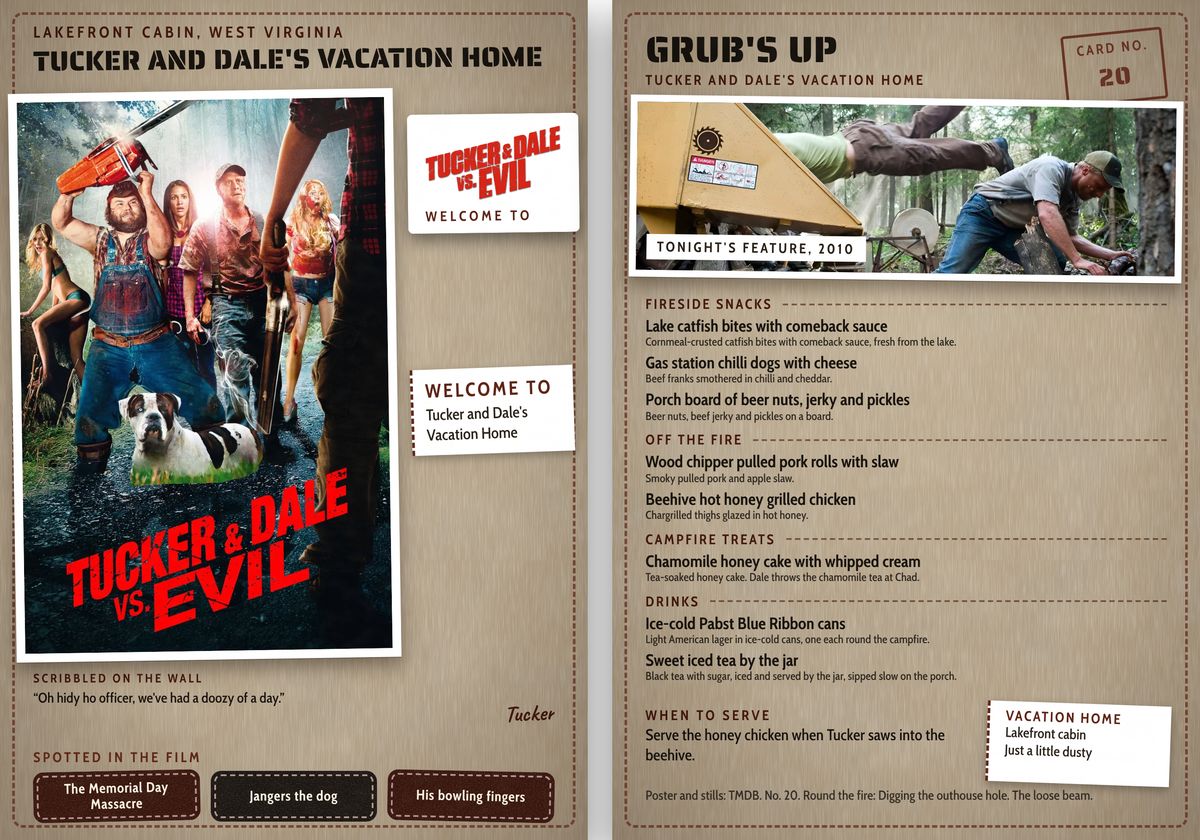 LAKEFRONT CABIN, WEST VIRGINIA
TUCKER AND DALE'S VACATION HOME
TUCKER & DALE
VS. EVIL
WELCOME TO
WELCOME TO
Tucker and Dale's
Vacation Home
TUCKER & DALE
VS. EVIL
SCRIBBLED ON THE WALL
“Oh hidy ho officer, we've had a doozy of a day.”
Tucker
SPOTTED IN THE FILM
The Memorial Day
Massacre
Jangers the dog
His bowling fingers
GRUB'S UP
TUCKER AND DALE'S VACATION HOME
CARD NO.
20
DANGER
TONIGHT'S FEATURE, 2010
FIRESIDE SNACKS
Lake catfish bites with comeback sauce
Cornmeal-crusted catfish bites with comeback sauce, fresh from the lake.
Gas station chilli dogs with cheese
Beef franks smothered in chilli and cheddar.
Porch board of beer nuts, jerky and pickles
Beer nuts, beef jerky and pickles on a board.
OFF THE FIRE
Wood chipper pulled pork rolls with slaw
Smoky pulled pork and apple slaw.
Beehive hot honey grilled chicken
Chargrilled thighs glazed in hot honey.
CAMPFIRE TREATS
Chamomile honey cake with whipped cream
Tea-soaked honey cake. Dale throws the chamomile tea at Chad.
DRINKS
Ice-cold Pabst Blue Ribbon cans
Light American lager in ice-cold cans, one each round the campfire.
Sweet iced tea by the jar
Black tea with sugar, iced and served by the jar, sipped slow on the porch.
WHEN TO SERVE
Serve the honey chicken when Tucker saws into the
beehive.
VACATION HOME
Lakefront cabin
Just a little dusty
Poster and stills: TMDB. No. 20. Round the fire: Digging the outhouse hole. The loose beam.